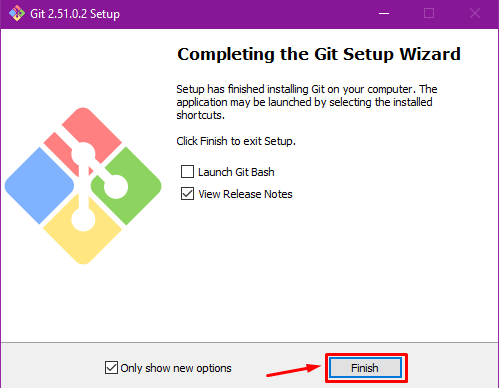 Git 2.51.0.2 Setup
Completing the Git Setup Wizard
Setup has finished installing Git on your computer. The
application may be launched by selecting the installed
shortcuts.
Click Finish to exit Setup.
Launch Git Bash
View Release Notes
Only show new options
Finish